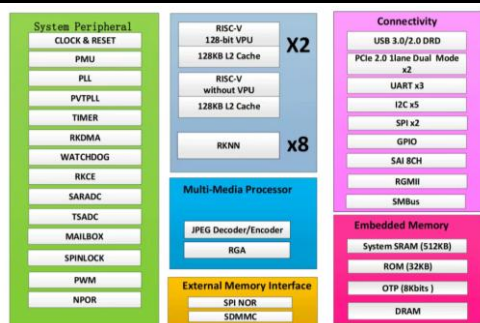 System Peripheral
CLOCK & RESET
PMU
PLL
PVTPLL
TIMER
RKDMA
WATCHDOG
RKCE
SARADC
TSADC
MAILBOX
SPINLOCK
PWM
NPOR
RISC-V
128-bit VPU
128KB L2 Cache
X2
RISC-V
without VPU
128KB L2 Cache
RKNN
x8
Multi-Media Processor
JPEG Decoder/Encoder
RGA
External Memory Interface
SPI NOR
SDMMC
Connectivity
USB 3.0/2.0 DRD
PCIe 2.0 1lane Dual Mode
x2
UART x3
I2C x5
SPI x2
GPIO
SAI 8CH
RGMII
SMBus
Embedded Memory
System SRAM (512KB)
ROM (32KB)
OTP (8Kbits )
DRAM